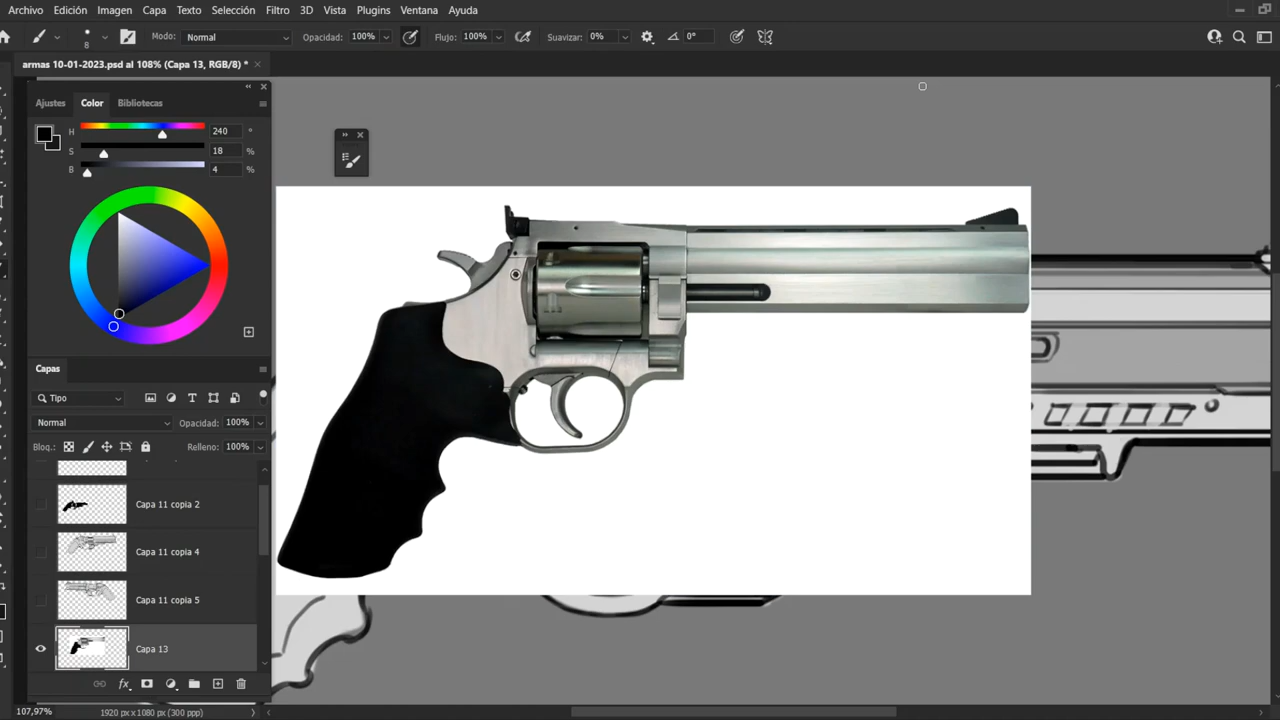 Archivo Edición Imagen Capa Texto Selección Filtro 3D Vista Plugins Ventana Ayuda
8 Modo: Normal Opacidad: 100% Flujo: 100% Suavizar: 0% 0°
armas 10-01-2023.psd al 108% (Capa 13, RGB/8) *
Ajustes Color Bibliotecas
H 240 °
S 18 %
B 4 %
Capas
Tipo
Normal Opacidad: 100%
Bloq.: Relleno: 100%
Capa 11 copia 2
Capa 11 copia 4
Capa 11 copia 5
Capa 13
fx
107,97% 1920 px x 1080 px (300 ppp)